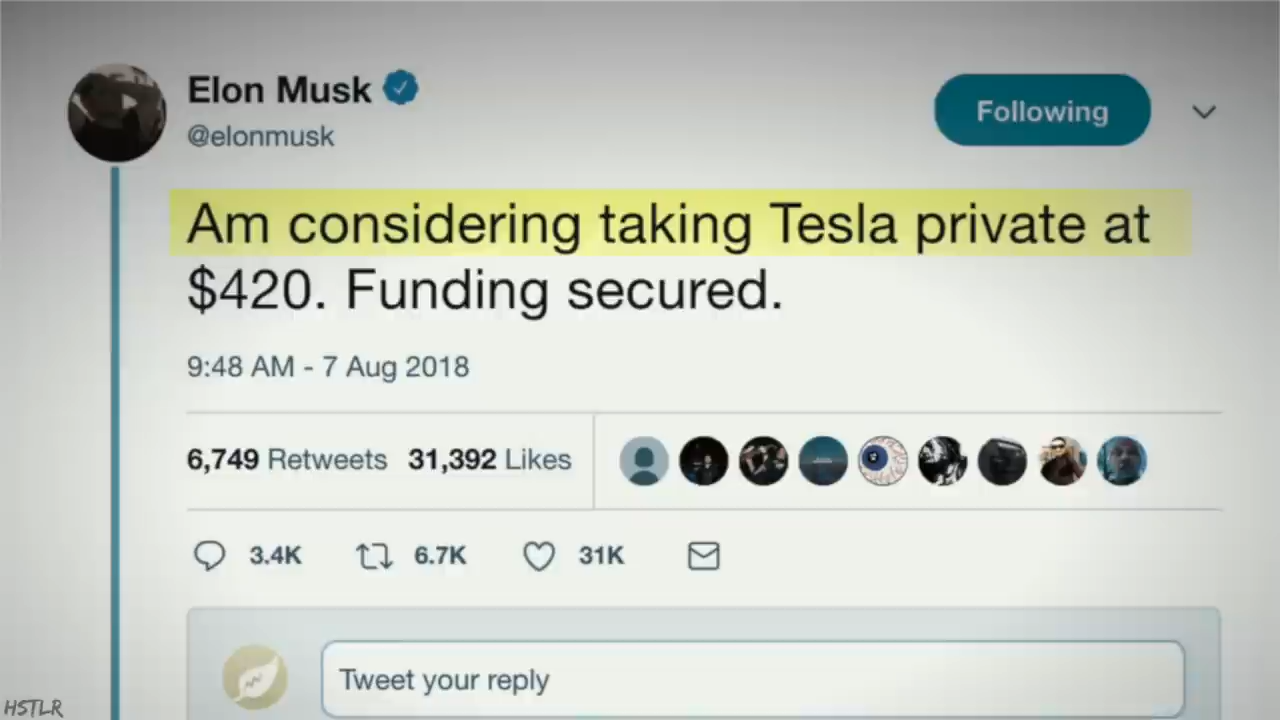 Elon Musk
@elonmusk
Following
Am considering taking Tesla private at
$420. Funding secured.
9:48 AM - 7 Aug 2018
6,749 Retweets 31,392 Likes
3.4K 6.7K 31K
Tweet your reply
HSTLR